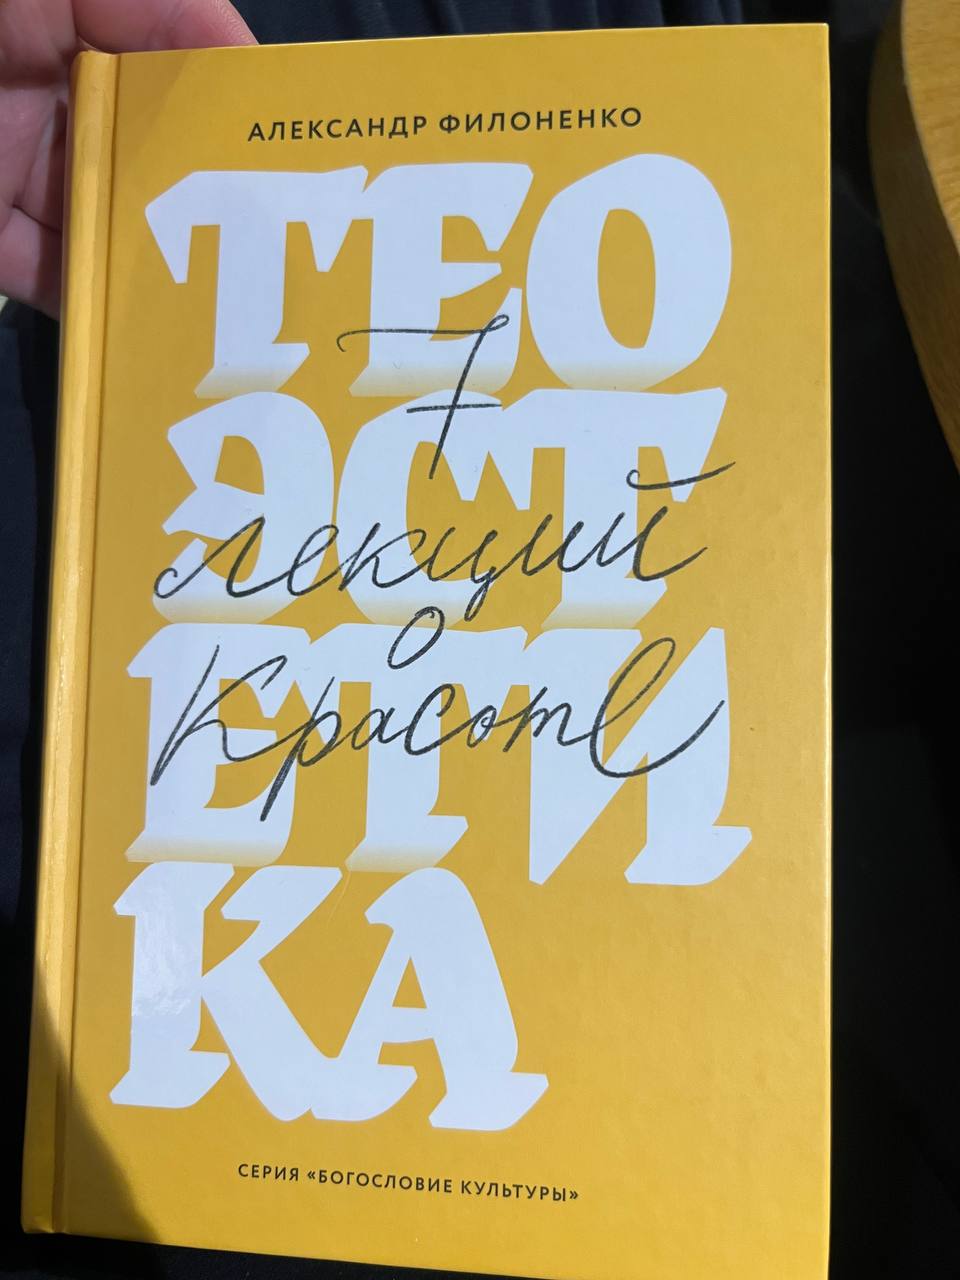 АЛЕКСАНДР ФИЛОНЕНКО
ТЕО
ЭСТ
ЕТИ
КА
7
лекций
о
Красоте
СЕРИЯ «БОГОСЛОВИЕ КУЛЬТУРЫ»